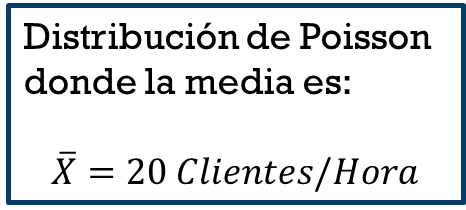 Distribución de Poisson
donde la media es:
X̄ = 20 Clientes/Hora